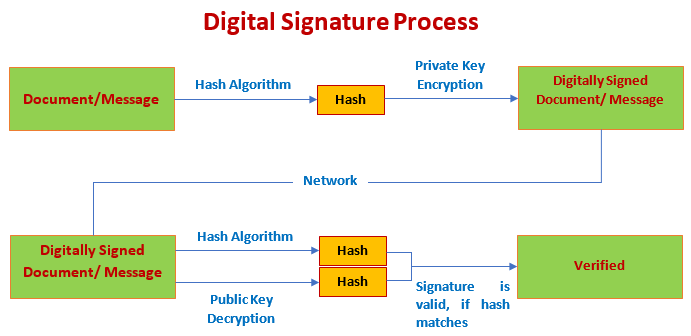 Digital Signature Process
Document/Message
Hash Algorithm
Hash
Private Key
Encryption
Digitally Signed
Document/ Message
Network
Digitally Signed
Document/ Message
Hash Algorithm
Hash
Public Key
Decryption
Hash
Signature is
valid, if hash
matches
Verified